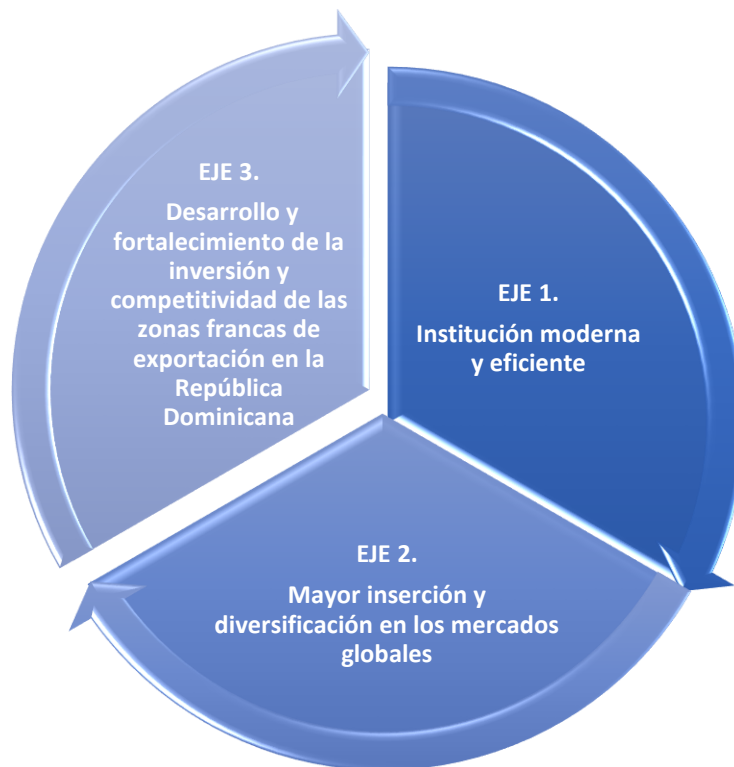 EJE 1.
Institución moderna
y eficiente
EJE 2.
Mayor inserción y
diversificación en los mercados
globales
EJE 3.
Desarrollo y
fortalecimiento de la
inversión y
competitividad de las
zonas francas de
exportación en la
República
Dominicana